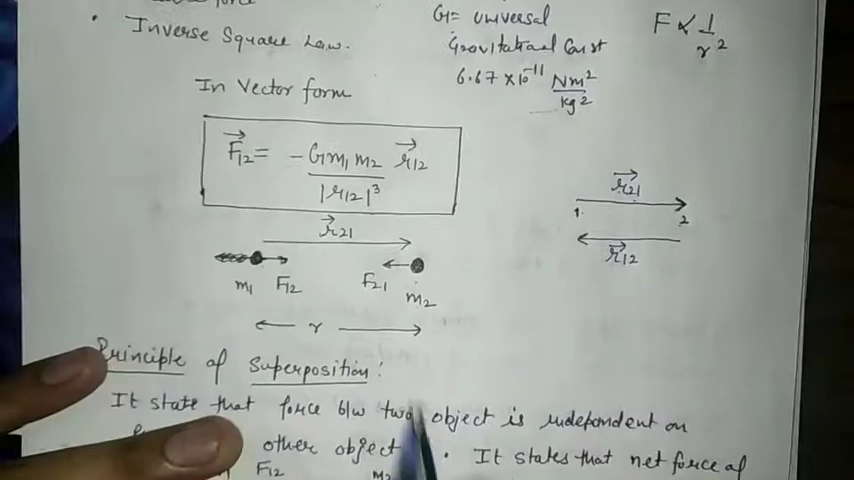 force
• Inverse Square Law.
G = universal
Gravitational Const
6.67 × 10⁻¹¹ Nm²/kg²
F ∝ 1/r²
In Vector form
F⃗₁₂ = - Gm₁m₂/|r₁₂|³ r⃗₁₂
r⃗₂₁
m₁ F₁₂ F₂₁ m₂
r
r⃗₂₁
1 2
r⃗₁₂
Principle of Superposition:
It state that force b/w two object is independent on
other object. • It states that net force of
F₁₂ m₂